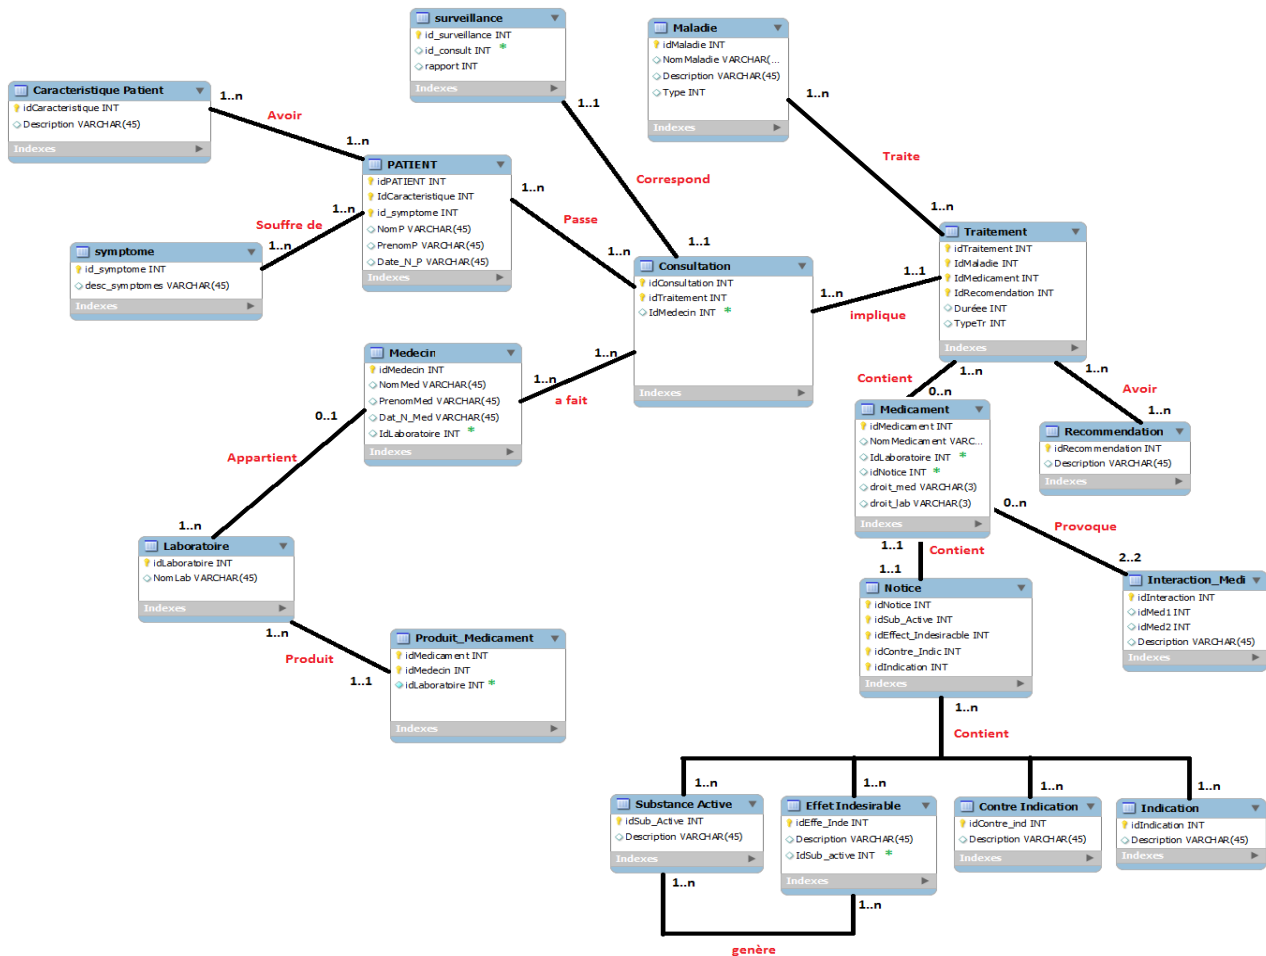 surveillance
id_surveillance INT
id_consult INT *
rapport INT
Indexes
Maladie
idMaladie INT
NomMaladie VARCHAR(...
Description VARCHAR(45)
Type INT
Indexes
Caracteristique Patient
idCaracteristique INT
Description VARCHAR(45)
Indexes
1..n
Avoir
1..n
1..1
Correspond
1..1
1..n
Traite
1..n
PATIENT
idPATIENT INT
IdCaracteristique INT
id_symptome INT
NomP VARCHAR(45)
PrenomP VARCHAR(45)
Date_N_P VARCHAR(45)
Indexes
1..n
Passe
1..n
Souffre de
1..n
1..n
symptome
id_symptome INT
desc_symptomes VARCHAR(45)
Indexes
Consultation
idConsultation INT
idTraitement INT
IdMedecin INT *
Indexes
1..n
implique
1..1
Traitement
idTraitement INT
IdMaladie INT
IdMedicament INT
IdRecomendation INT
Duréee INT
TypeTr INT
Indexes
Medecin
idMedecin INT
NomMed VARCHAR(45)
PrenomMed VARCHAR(45)
Dat_N_Med VARCHAR(45)
IdLaboratoire INT *
Indexes
1..n
a fait
1..n
1..n
Contient
0..n
1..n
Avoir
1..n
Medicament
idMedicament INT
NomMedicament VARC...
IdLaboratoire INT *
idNotice INT *
droit_med VARCHAR(3)
droit_lab VARCHAR(3)
Indexes
Recommendation
idRecommendation INT
Description VARCHAR(45)
Indexes
0..1
Appartient
1..n
Laboratoire
idLaboratoire INT
NomLab VARCHAR(45)
Indexes
1..n
Produit
1..1
Produit_Medicament
idMedicament INT
idMedecin INT
idLaboratoire INT *
Indexes
0..n
Provoque
2..2
1..1
Contient
1..1
Interaction_Medi
idInteraction INT
idMed1 INT
idMed2 INT
Description VARCHAR(45)
Indexes
Notice
idNotice INT
idSub_Active INT
idEffect_Indesiracble INT
idContre_Indic INT
idIndication INT
Indexes
1..n
Contient
1..n
1..n
1..n
1..n
Substance Active
idSub_Active INT
Description VARCHAR(45)
Indexes
Effet Indesirable
idEffe_Inde INT
Description VARCHAR(45)
IdSub_active INT *
Indexes
Contre Indication
idContre_ind INT
Description VARCHAR(45)
Indexes
Indication
idIndication INT
Description VARCHAR(45)
Indexes
1..n
1..n
genère